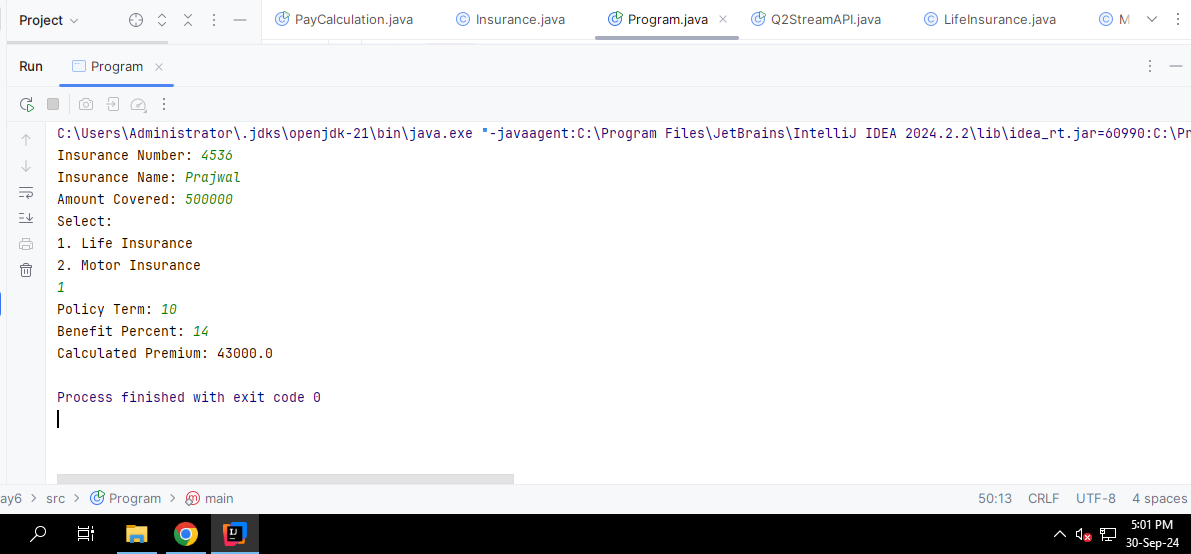 Project PayCalculation.java Insurance.java Program.java Q2StreamAPI.java LifeInsurance.java M
Run Program
C:\Users\Administrator\.jdks\openjdk-21\bin\java.exe "-javaagent:C:\Program Files\JetBrains\IntelliJ IDEA 2024.2.2\lib\idea_rt.jar=60990:C:\Pr
Insurance Number: 4536
Insurance Name: Prajwal
Amount Covered: 500000
Select:
1. Life Insurance
2. Motor Insurance
1
Policy Term: 10
Benefit Percent: 14
Calculated Premium: 43000.0
Process finished with exit code 0
ay6 > src > Program > main 50:13 CRLF UTF-8 4 spaces
IJ 5:01 PM
30-Sep-24